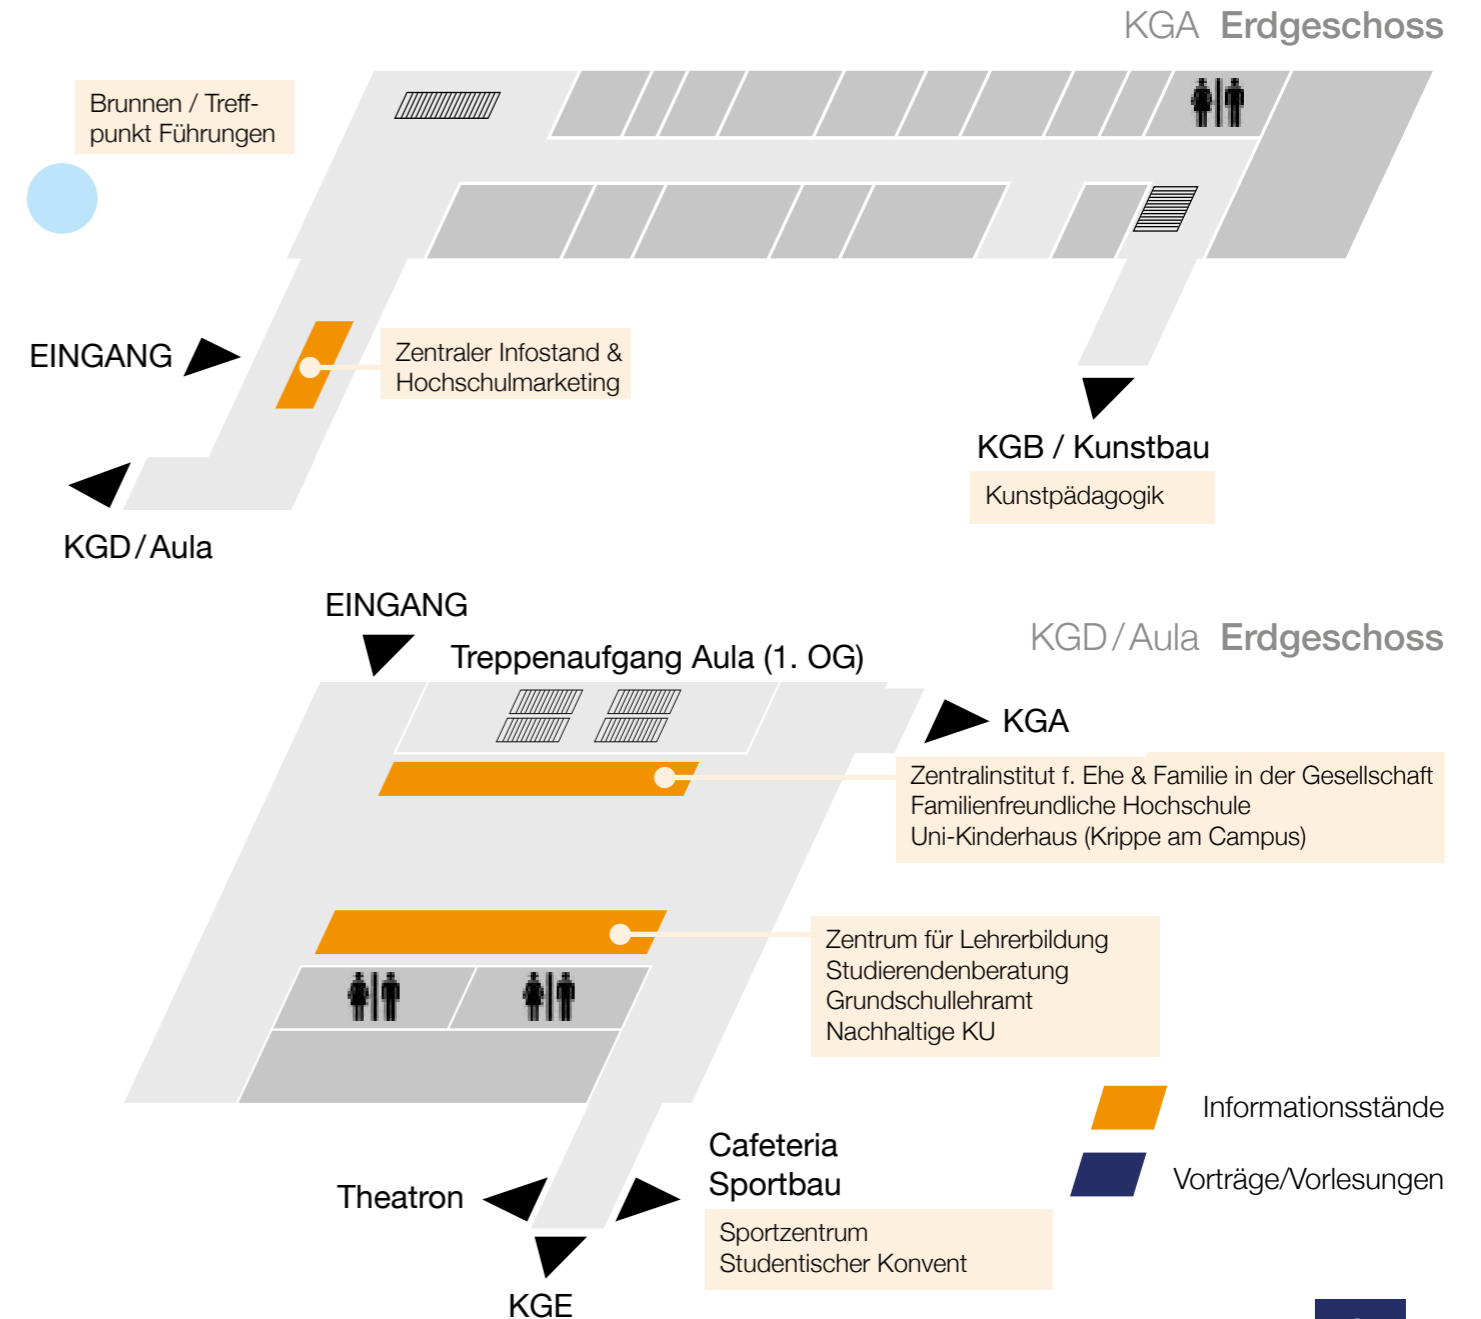 KGA Erdgeschoss
Brunnen / Treff-
punkt Führungen
EINGANG
Zentraler Infostand &
Hochschulmarketing
KGB / Kunstbau
Kunstpädagogik
KGD/Aula
EINGANG
KGD/Aula Erdgeschoss
Treppenaufgang Aula (1. OG)
KGA
Zentralinstitut f. Ehe & Familie in der Gesellschaft
Familienfreundliche Hochschule
Uni-Kinderhaus (Krippe am Campus)
Zentrum für Lehrerbildung
Studierendenberatung
Grundschullehramt
Nachhaltige KU
Informationsstände
Vorträge/Vorlesungen
Cafeteria
Sportbau
Theatron
Sportzentrum
Studentischer Konvent
KGE